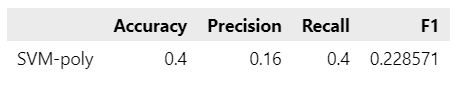 Accuracy Precision Recall F1
SVM-poly 0.4 0.16 0.4 0.228571